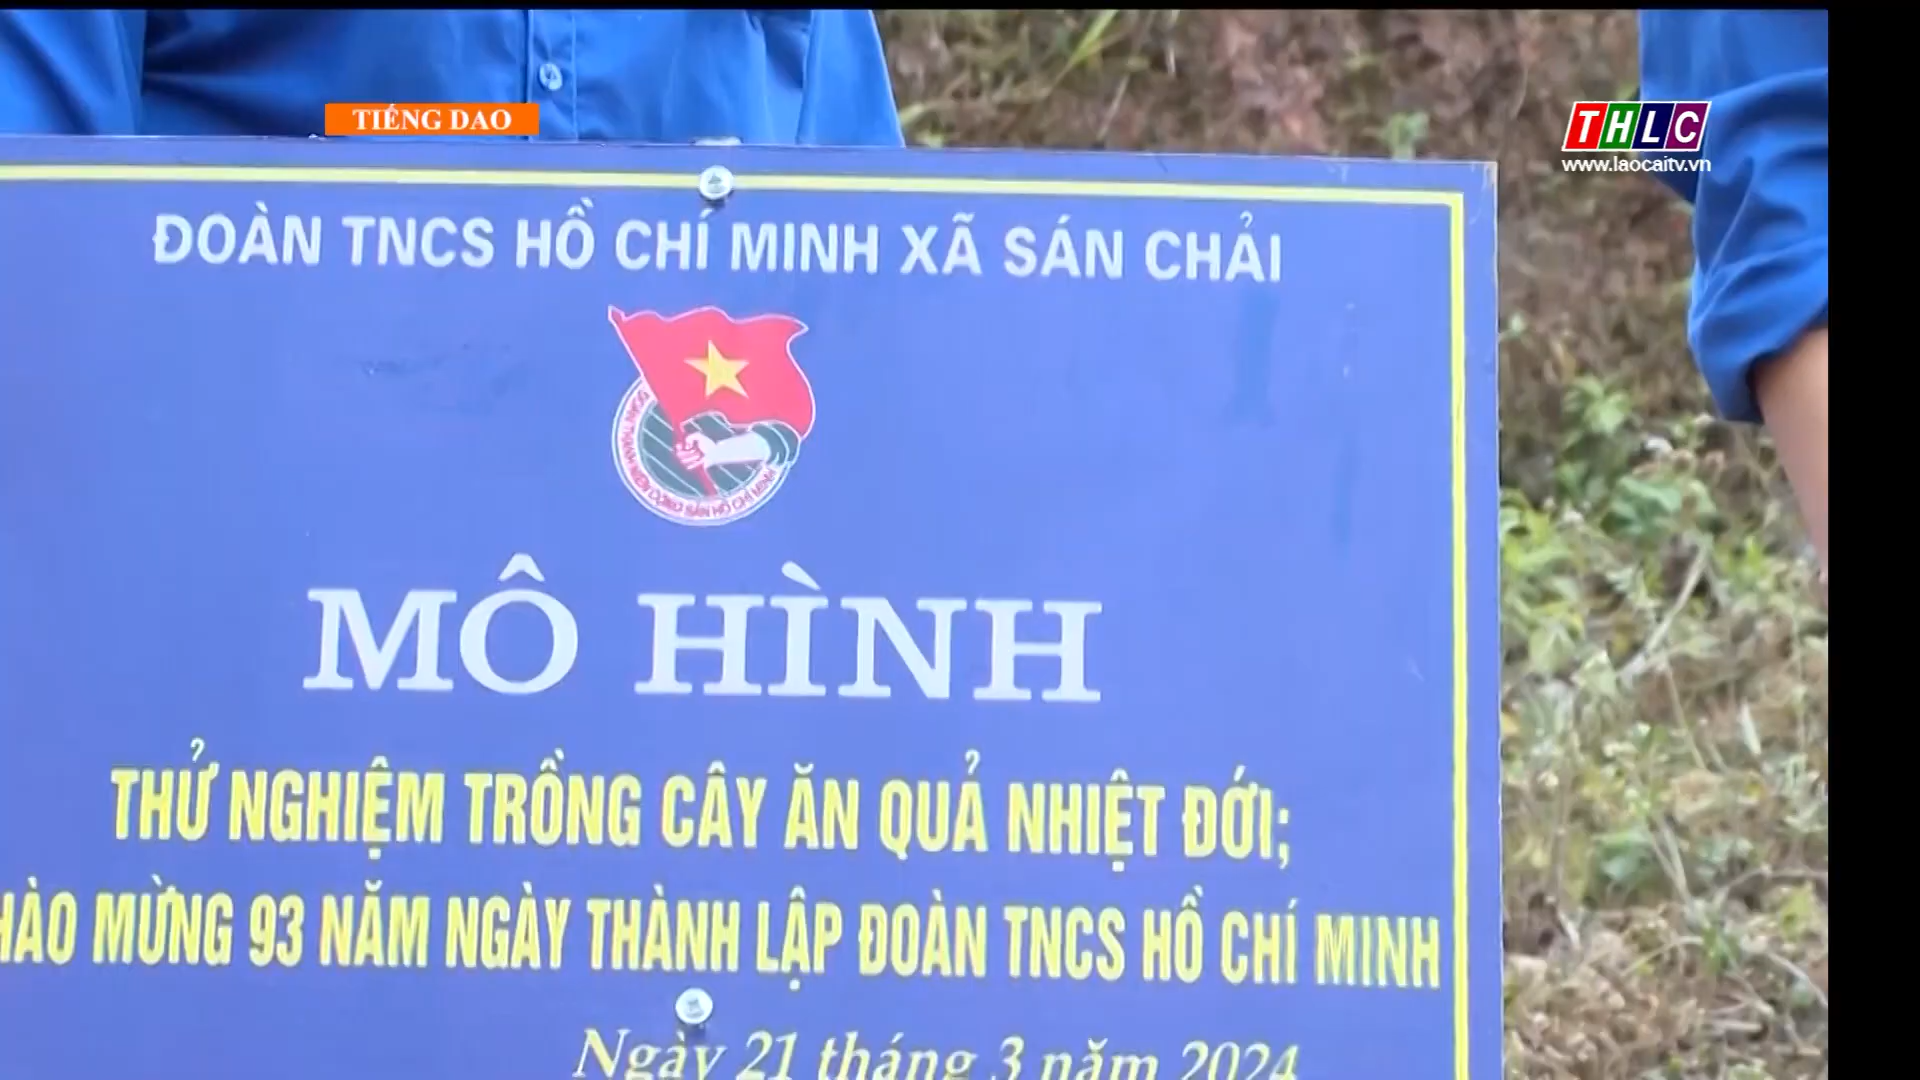 TIẾNG DAO
THLC
www.laocaitv.vn
ĐOÀN TNCS HỒ CHÍ MINH XÃ SÁN CHẢI
MÔ HÌNH
THỬ NGHIỆM TRỒNG CÂY ĂN QUẢ NHIỆT ĐỚI;
HÀO MỪNG 93 NĂM NGÀY THÀNH LẬP ĐOÀN TNCS HỒ CHÍ MINH
Ngày 21 tháng 3 năm 2024